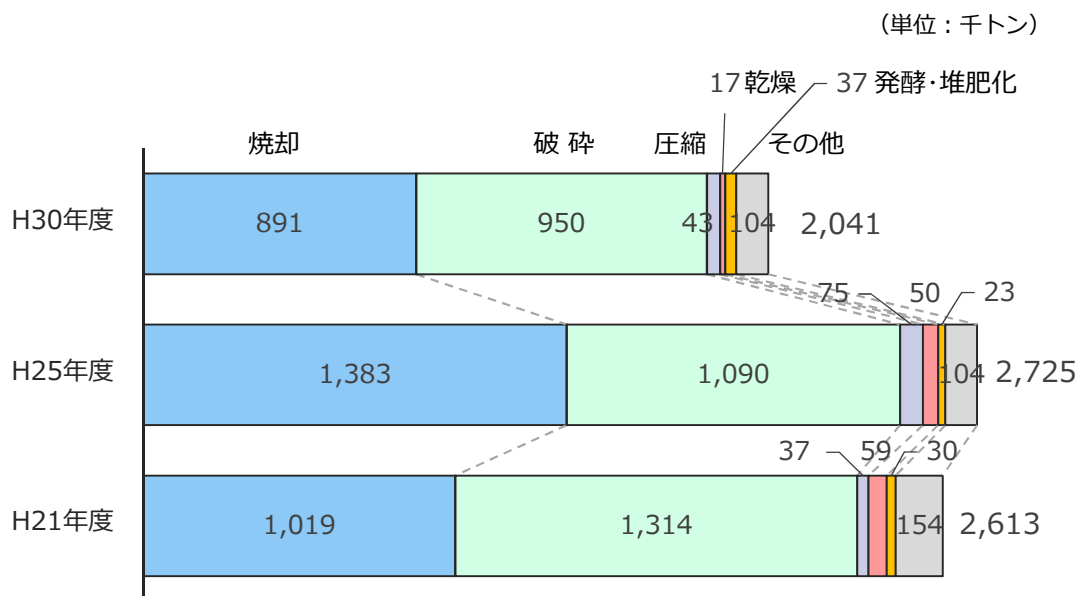 （単位：千トン）
17 乾燥 37 発酵･堆肥化
焼却 破 砕 圧縮 その他
H30年度 891 950 43 104 2,041
75 50 23
H25年度 1,383 1,090 104 2,725
37 59 30
H21年度 1,019 1,314 154 2,613